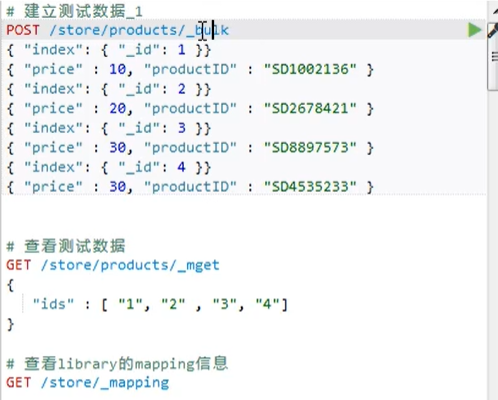 # 建立测试数据_1
POST /store/products/_bulk
{ "index": { "_id": 1 }}
{ "price" : 10, "productID" : "SD1002136" }
{ "index": { "_id": 2 }}
{ "price" : 20, "productID" : "SD2678421" }
{ "index": { "_id": 3 }}
{ "price" : 30, "productID" : "SD8897573" }
{ "index": { "_id": 4 }}
{ "price" : 30, "productID" : "SD4535233" }
# 查看测试数据
GET /store/products/_mget
{
"ids" : [ "1", "2" , "3", "4"]
}
# 查看library的mapping信息
GET /store/_mapping